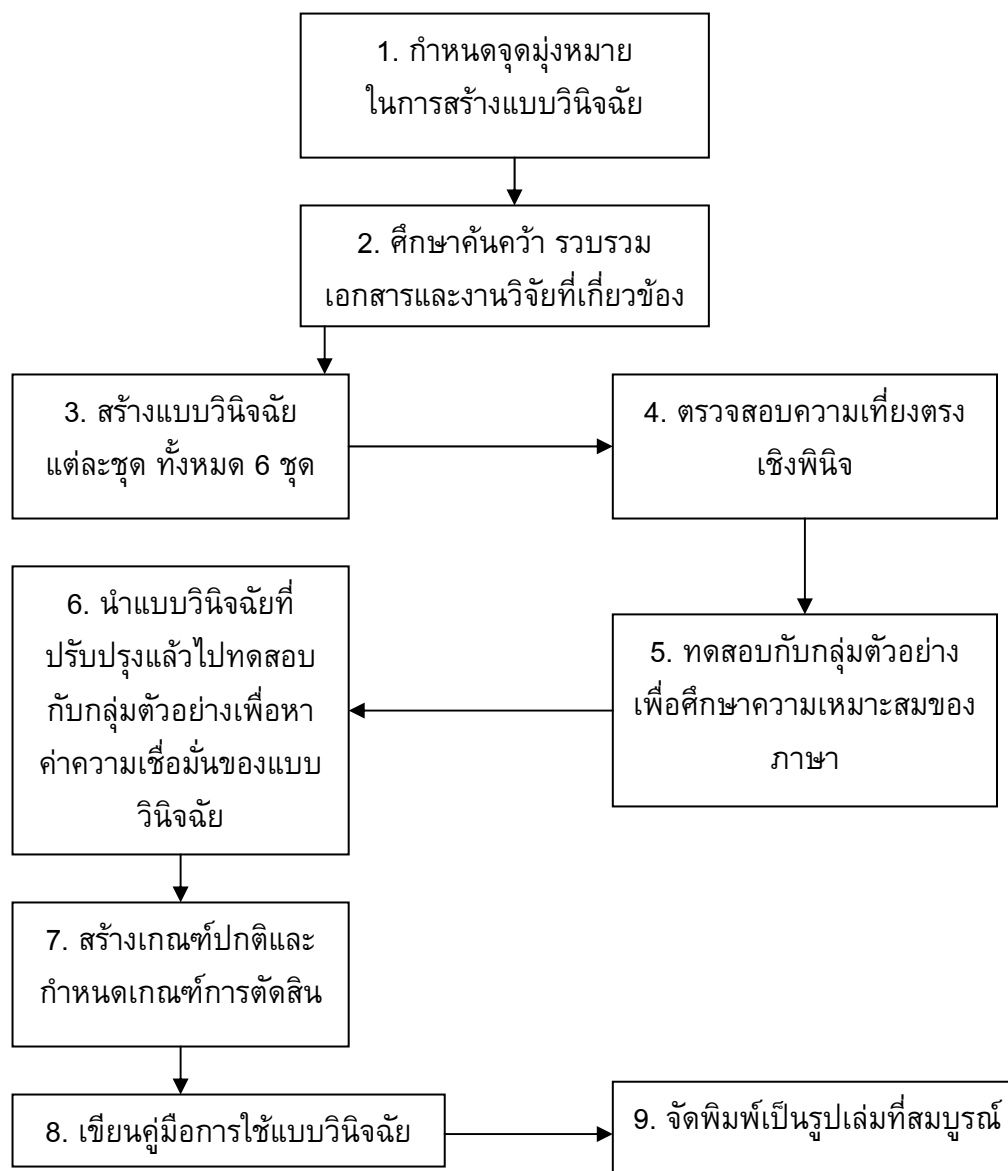 1. กำหนดจุดมุ่งหมาย
ในการสร้างแบบวินิจฉัย
2. ศึกษาค้นคว้า รวบรวม
เอกสารและงานวิจัยที่เกี่ยวข้อง
3. สร้างแบบวินิจฉัย
แต่ละชุด ทั้งหมด 6 ชุด
4. ตรวจสอบความเที่ยงตรง
เชิงพินิจ
5. ทดสอบกับกลุ่มตัวอย่าง
เพื่อศึกษาความเหมาะสมของ
ภาษา
6. นำแบบวินิจฉัยที่
ปรับปรุงแล้วไปทดสอบ
กับกลุ่มตัวอย่างเพื่อหา
ค่าความเชื่อมั่นของแบบ
วินิจฉัย
7. สร้างเกณฑ์ปกติและ
กำหนดเกณฑ์การตัดสิน
8. เขียนคู่มือการใช้แบบวินิจฉัย
9. จัดพิมพ์เป็นรูปเล่มที่สมบูรณ์